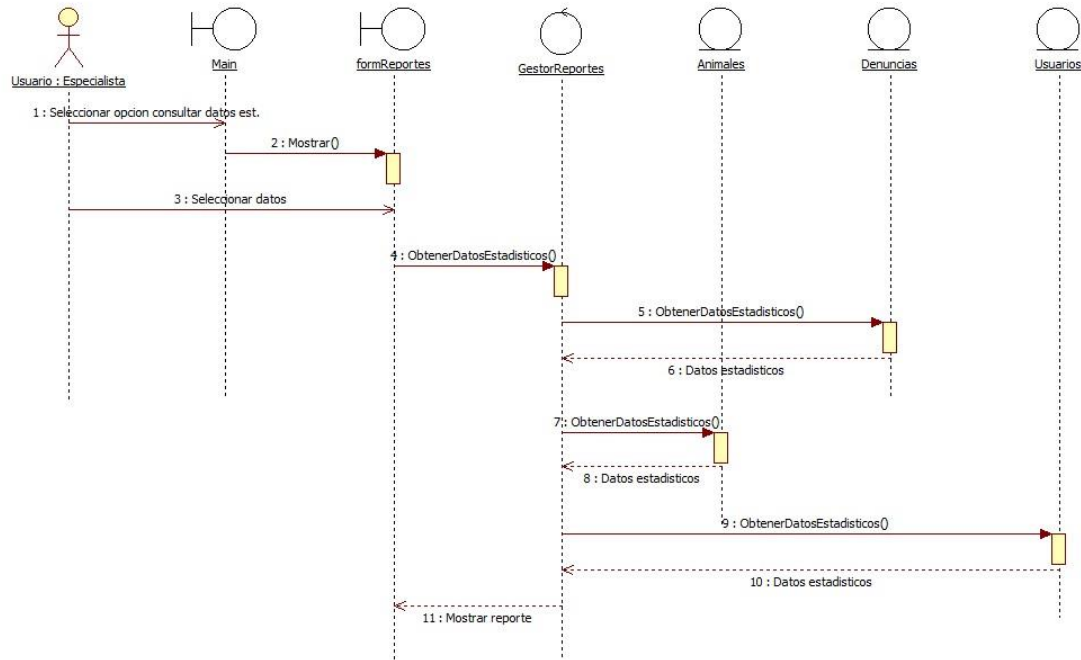 Usuario : Especialista
Main
formReportes
GestorReportes
Animales
Denuncias
Usuarios
1 : Seleccionar opcion consultar datos est.
2 : Mostrar()
3 : Seleccionar datos
4 : ObtenerDatosEstadisticos()
5 : ObtenerDatosEstadisticos()
6 : Datos estadisticos
7 : ObtenerDatosEstadisticos()
8 : Datos estadisticos
9 : ObtenerDatosEstadisticos()
10 : Datos estadisticos
11 : Mostrar reporte